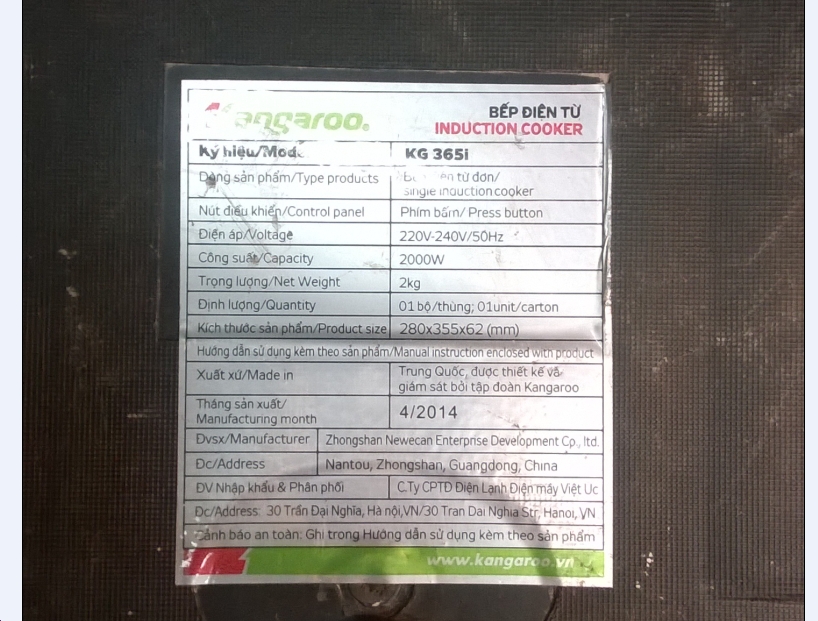 angaroo.
BẾP ĐIỆN TỪ
INDUCTION COOKER
Ký hiệu/Mod
KG 365i
Dòng sản phẩm/Type products
từ đơn/
single induction cooker
Nút điều khiển/Control panel
Phím bấm/ Press button
Điện áp/Voltage
220V-240V/50Hz
Công suất/Capacity
2000W
Trọng lượng/Net Weight
2kg
Định lượng/Quantity
01 bộ/thùng; 01unit/carton
Kích thước sản phẩm/Product size
280x355x62 (mm)
Hướng dẫn sử dụng kèm theo sản phẩm/Manual instruction enclosed with product
Xuất xứ/Made in
Trung Quốc, được thiết kế và
giám sát bởi tập đoàn Kangaroo
Tháng sản xuất/
Manufacturing month
4/2014
Đvsx/Manufacturer
Zhongshan Newecan Enterprise Development Co., ltd.
Đc/Address
Nantou, Zhongshan, Guangdong, China
ĐV Nhập khẩu & Phân phối
C.Ty CPTĐ Điện Lạnh Điện máy Việt Úc
Đc/Address: 30 Trần Đại Nghĩa, Hà nội,VN/30 Tran Dai Nghia Str, Hanoi, VN
Cảnh báo an toàn: Ghi trong Hướng dẫn sử dụng kèm theo sản phẩm
www.kangaroo.vn